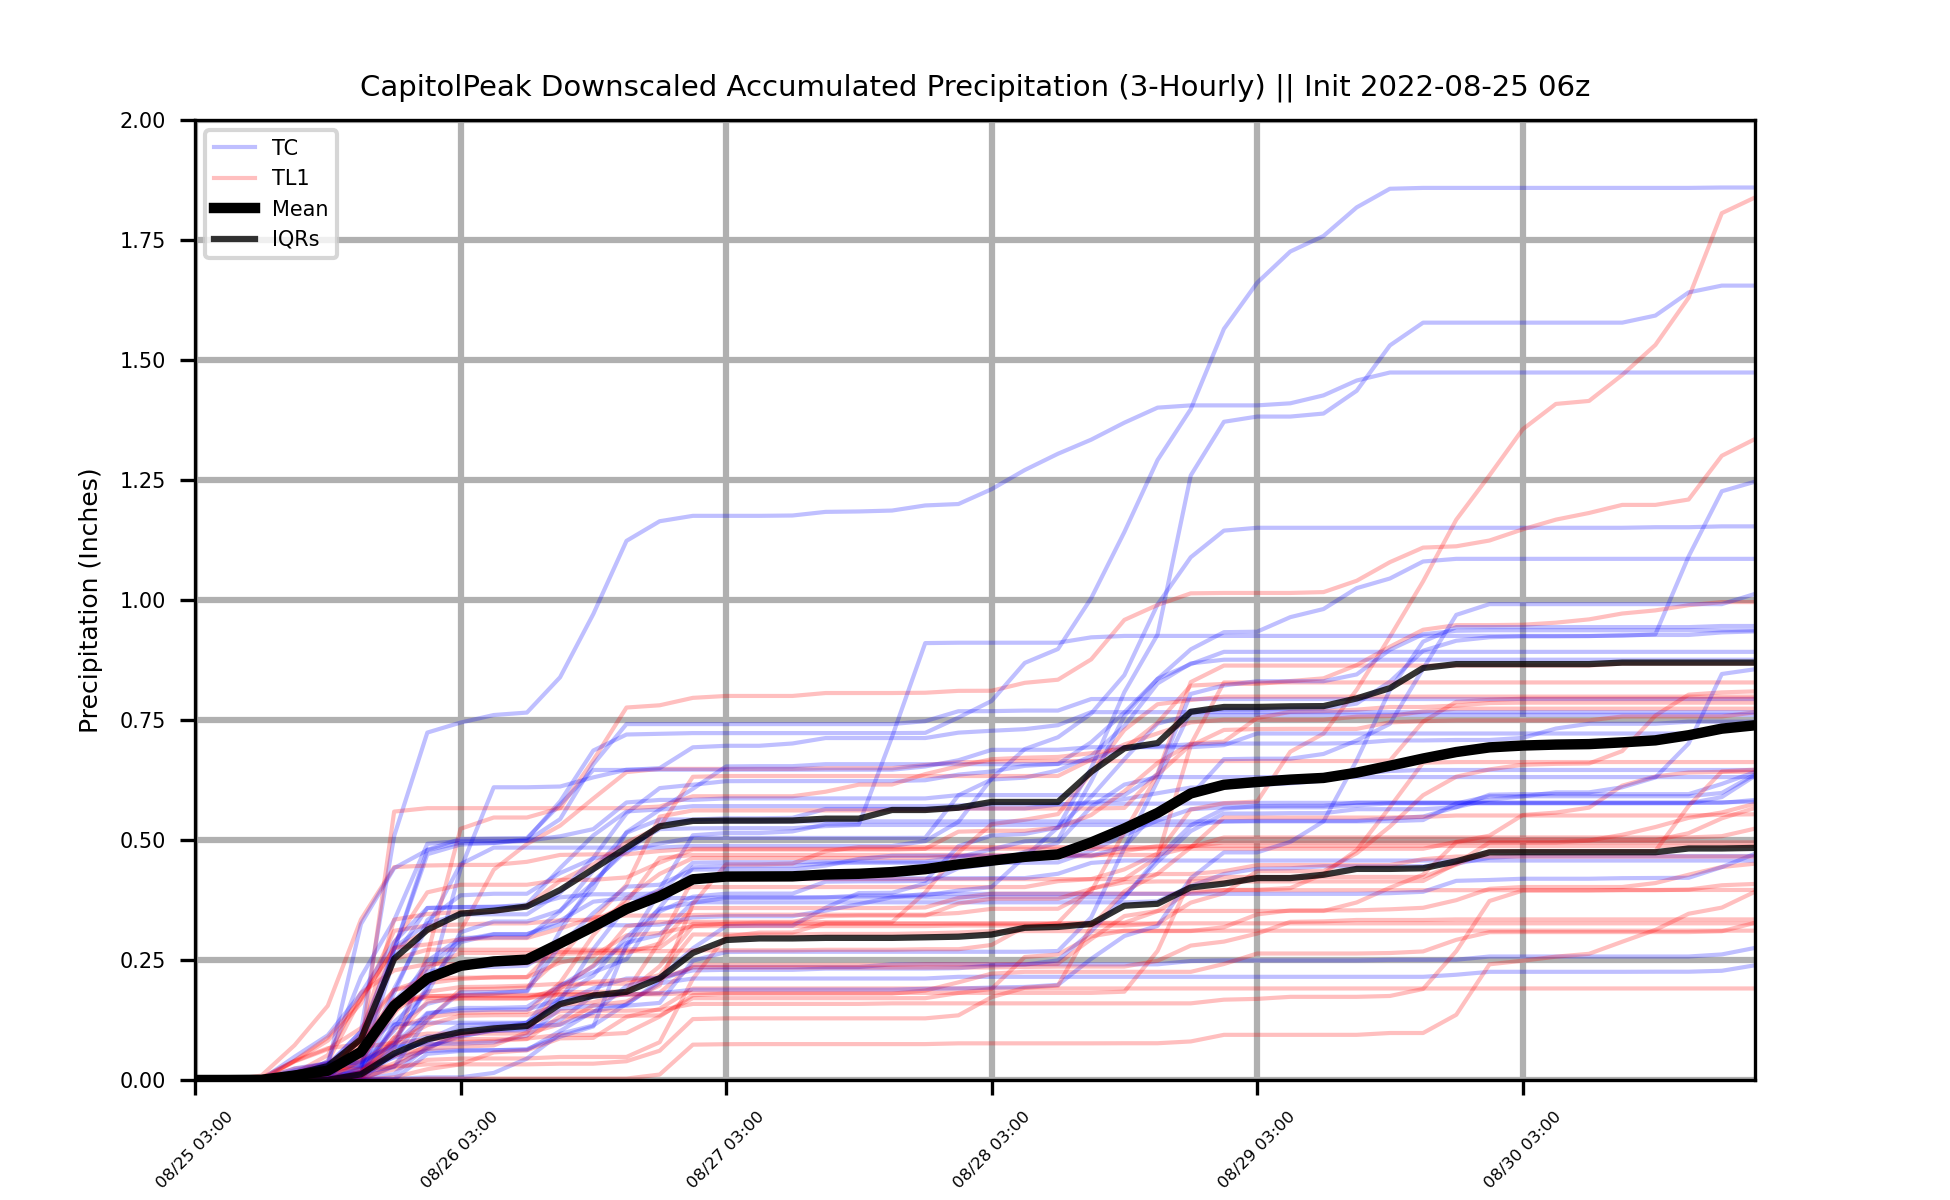 CapitolPeak Downscaled Accumulated Precipitation (3-Hourly) || Init 2022-08-25 06z
Precipitation (Inches)
2.00
1.75
1.50
1.25
1.00
0.75
0.50
0.25
0.00
TC
TL1
Mean
IQRs
08/25 03:00
08/26 03:00
08/27 03:00
08/28 03:00
08/29 03:00
08/30 03:00